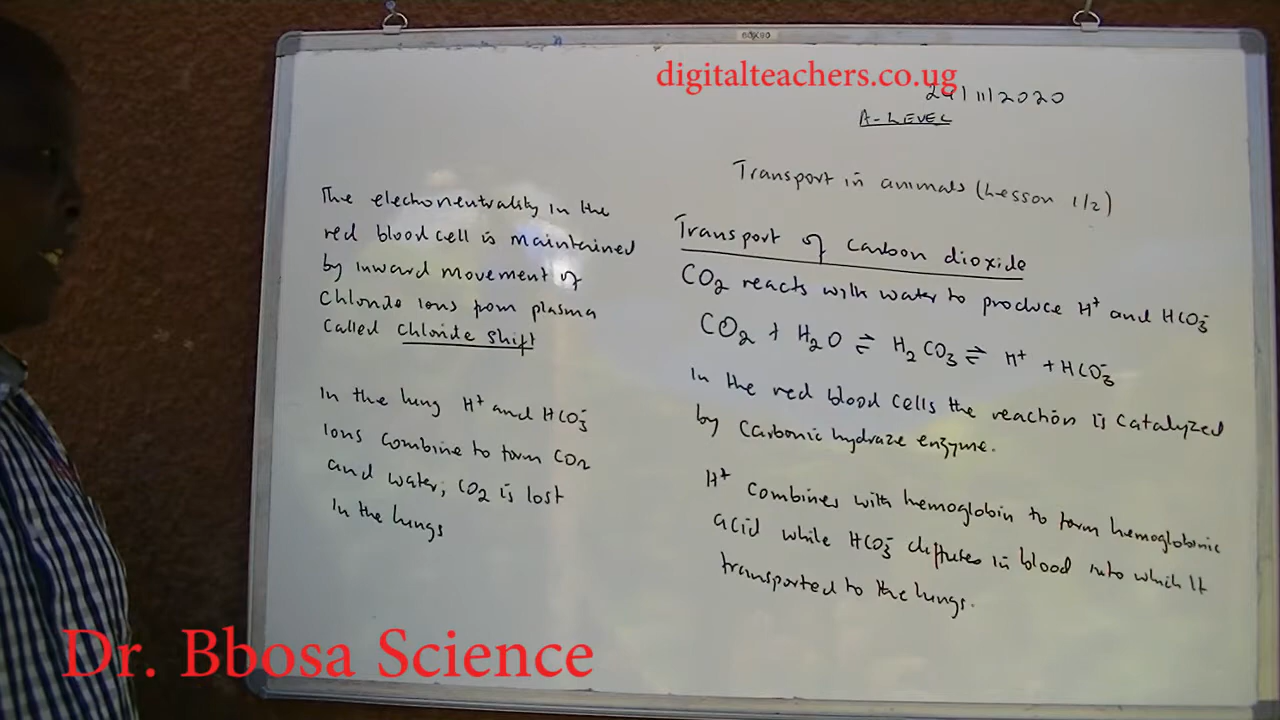 60X90
digitalteachers.co.ug
24/11/2020
A-LEVEL
Transport in animals (Lesson 1/2)
Transport of Carbon dioxide
CO2 reacts with water to produce H+ and HCO3-
CO2 + H2O ⇌ H2CO3 ⇌ H+ + HCO3-
In the red blood cells the reaction is catalyzed
by Carbonic hydraze enzyme.
H+ combines with hemoglobin to form hemoglobinic
acid while HCO3- diffuses in blood into which it
transported to the lungs.
The electroneutrality in the
red blood cell is maintained
by inward movement of
Chloride ions from plasma
Called Chloride Shift
In the lung H+ and HCO3-
Ions combine to form CO2
and water, CO2 is lost
In the lungs
Dr. Bbosa Science